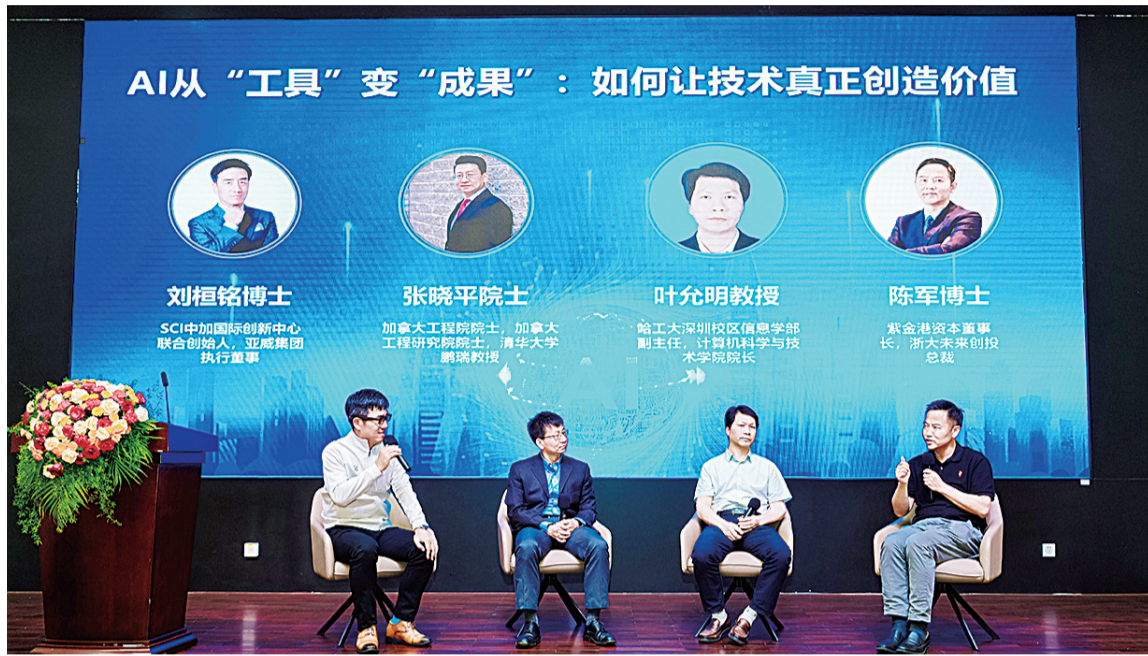 AI从“工具”变“成果”：如何让技术真正创造价值
刘桓铭博士
SCI中加国际创新中心
联合创始人，亚威集团
执行董事
张晓平院士
加拿大工程院院士，加拿大
工程研究院院士，清华大学
鹏瑞教授
叶允明教授
哈工大深圳校区信息学部
副主任，计算机科学与技
术学院院长
陈军博士
紫金港资本董事
长，浙大未来创投
总裁
AI